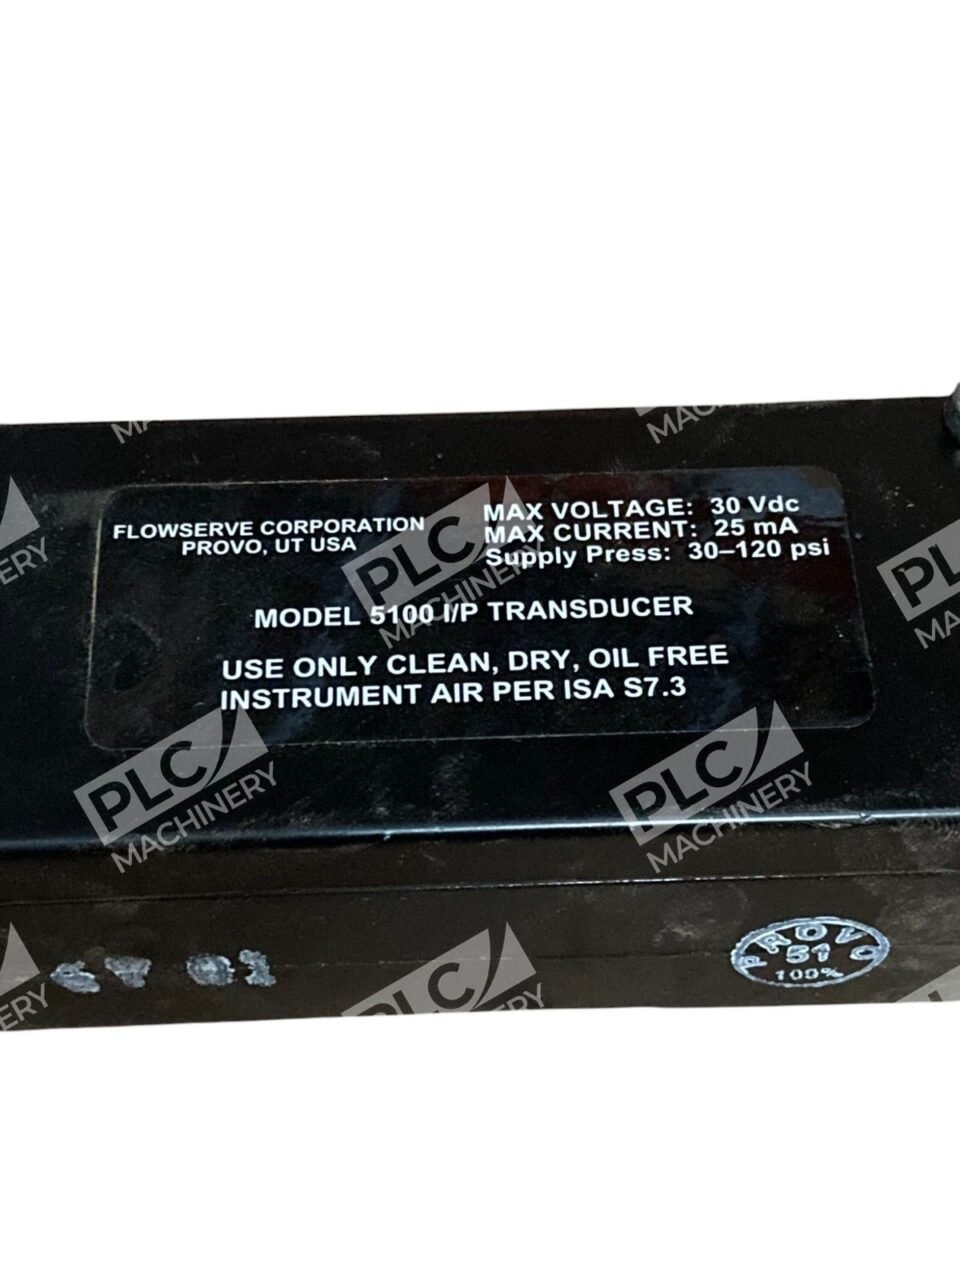 FLOWSERVE CORPORATION
PROVO, UT USA
MAX VOLTAGE: 30 Vdc
MAX CURRENT: 25 mA
Supply Press: 30–120 psi
MODEL 5100 I/P TRANSDUCER
USE ONLY CLEAN, DRY, OIL FREE
INSTRUMENT AIR PER ISA S7.3
PROVO
51
100%
PLC
MACHINERY